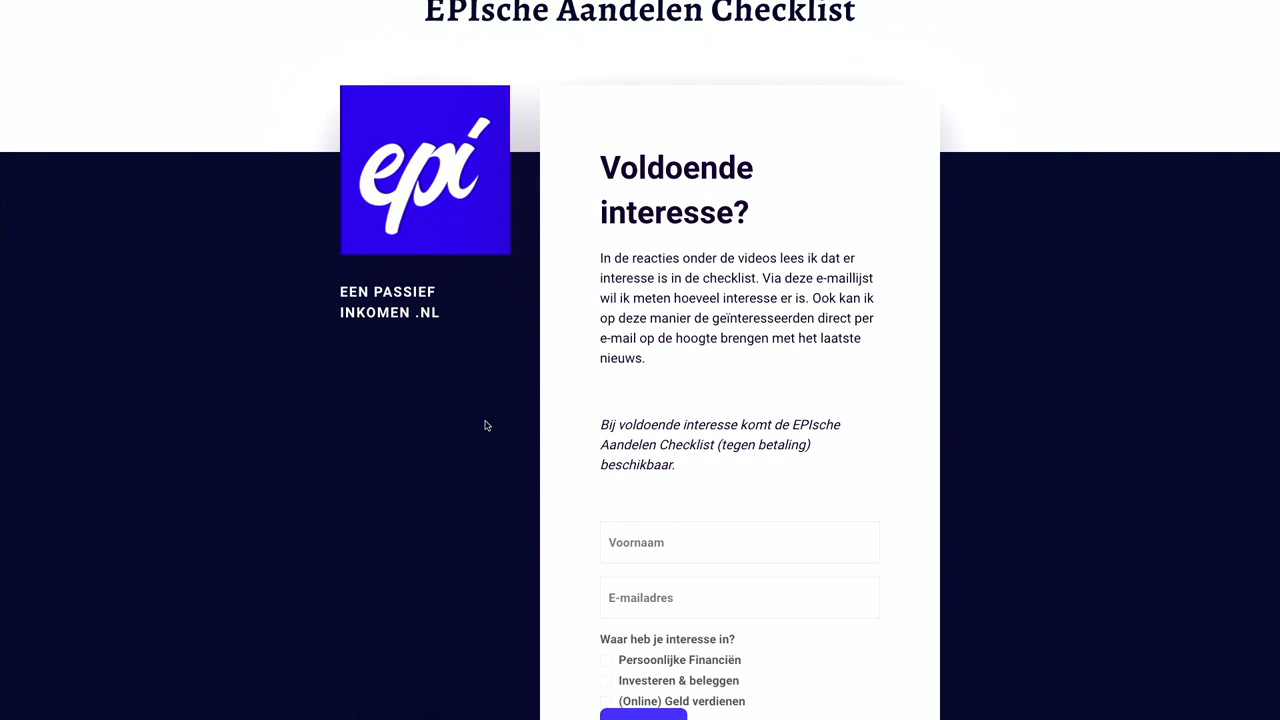 EPIsche Aandelen Checklist
epi
EEN PASSIEF
INKOMEN .NL
Voldoende
interesse?
In de reacties onder de videos lees ik dat er
interesse is in de checklist. Via deze e-maillijst
wil ik meten hoeveel interesse er is. Ook kan ik
op deze manier de geïnteresseerden direct per
e-mail op de hoogte brengen met het laatste
nieuws.
Bij voldoende interesse komt de EPIsche
Aandelen Checklist (tegen betaling)
beschikbaar.
Voornaam
E-mailadres
Waar heb je interesse in?
Persoonlijke Financiën
Investeren & beleggen
(Online) Geld verdienen